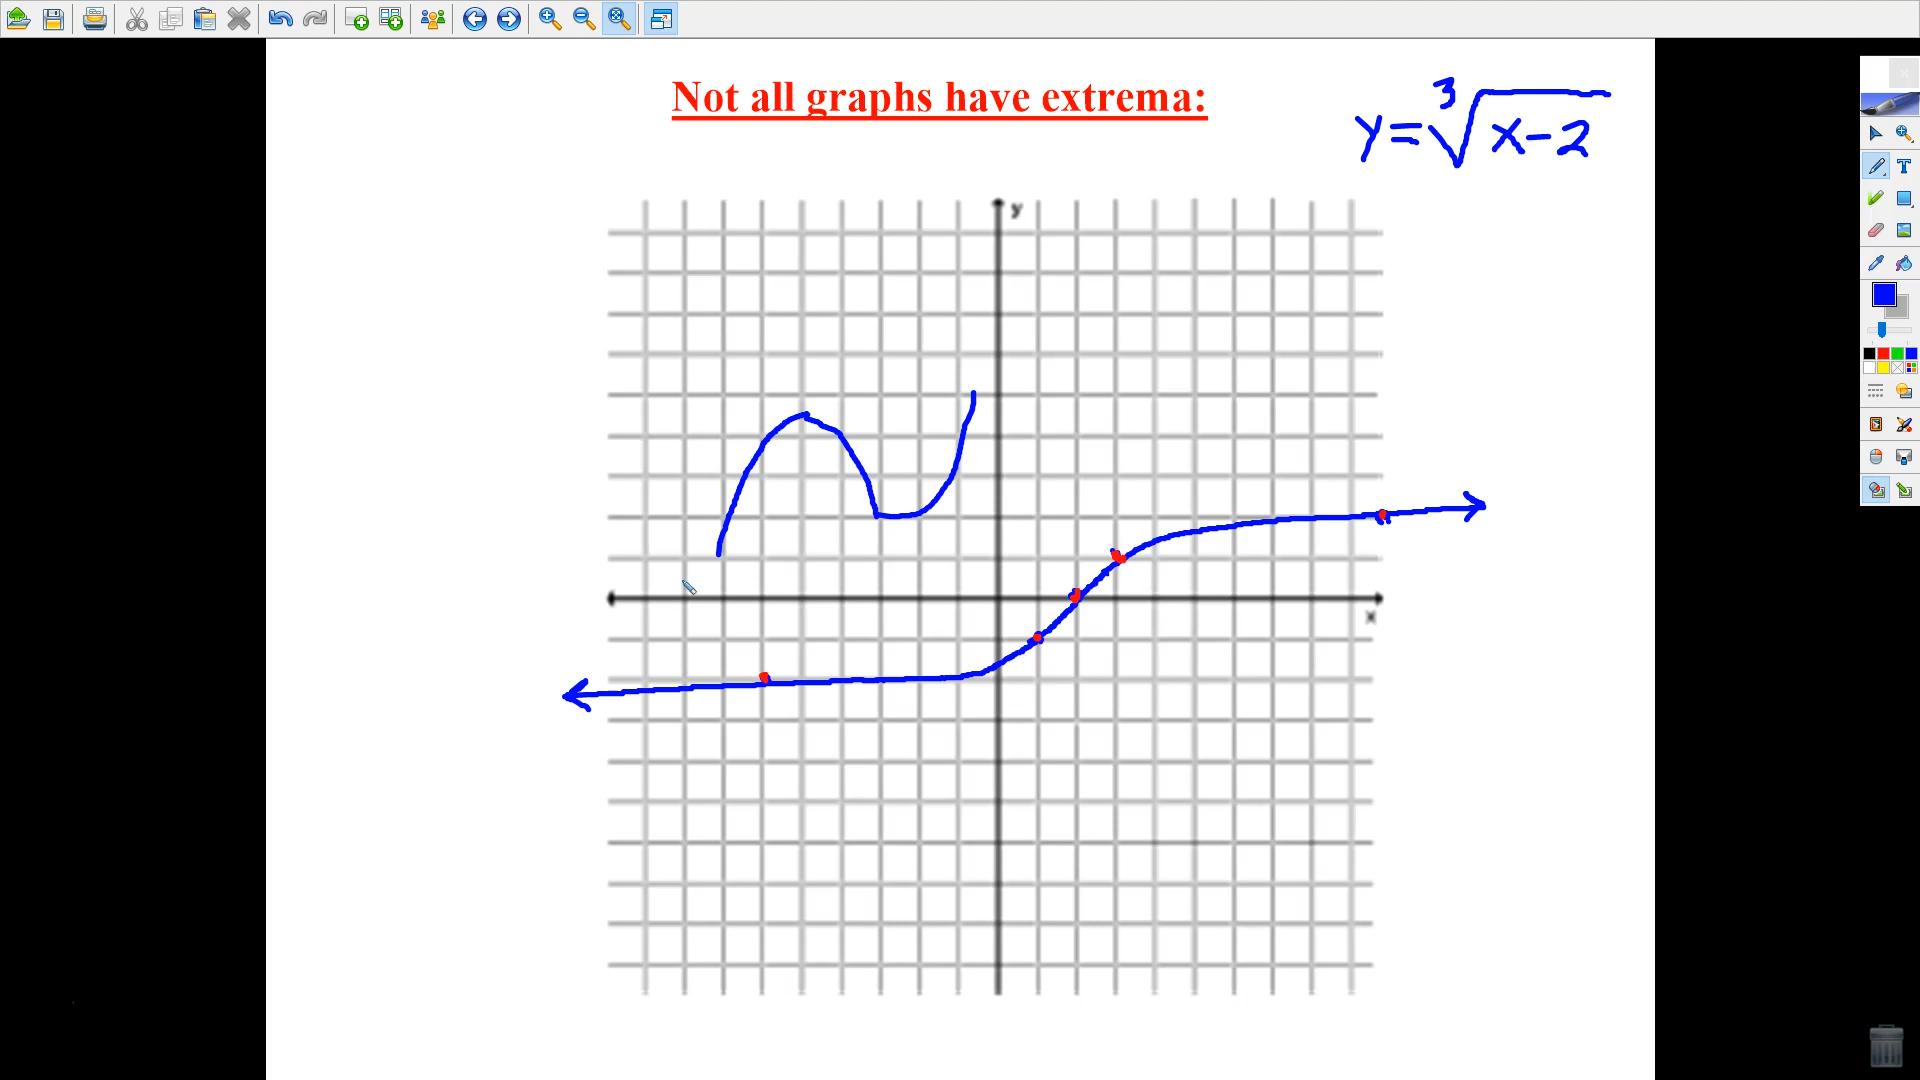 Not all graphs have extrema:
y=∛(x-2)
y
x